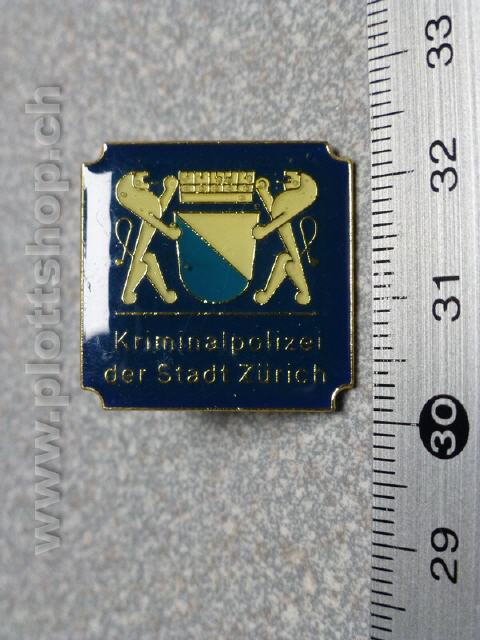 www.plottshop.ch
Kriminalpolizei
der Stadt Zürich
33
32
31
30
29